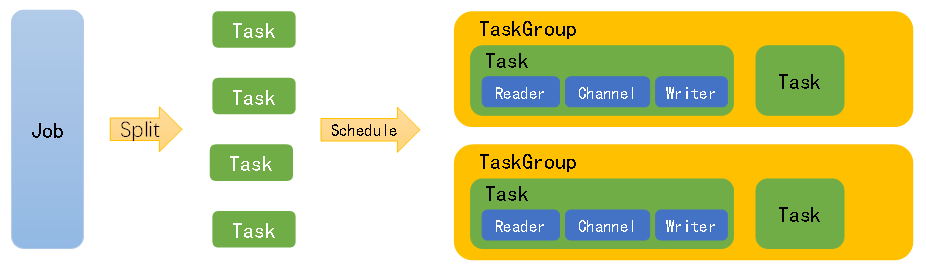 Job
Split
Task
Task
Task
Task
Schedule
TaskGroup
Task
Reader
Channel
Writer
Task
TaskGroup
Task
Reader
Channel
Writer
Task